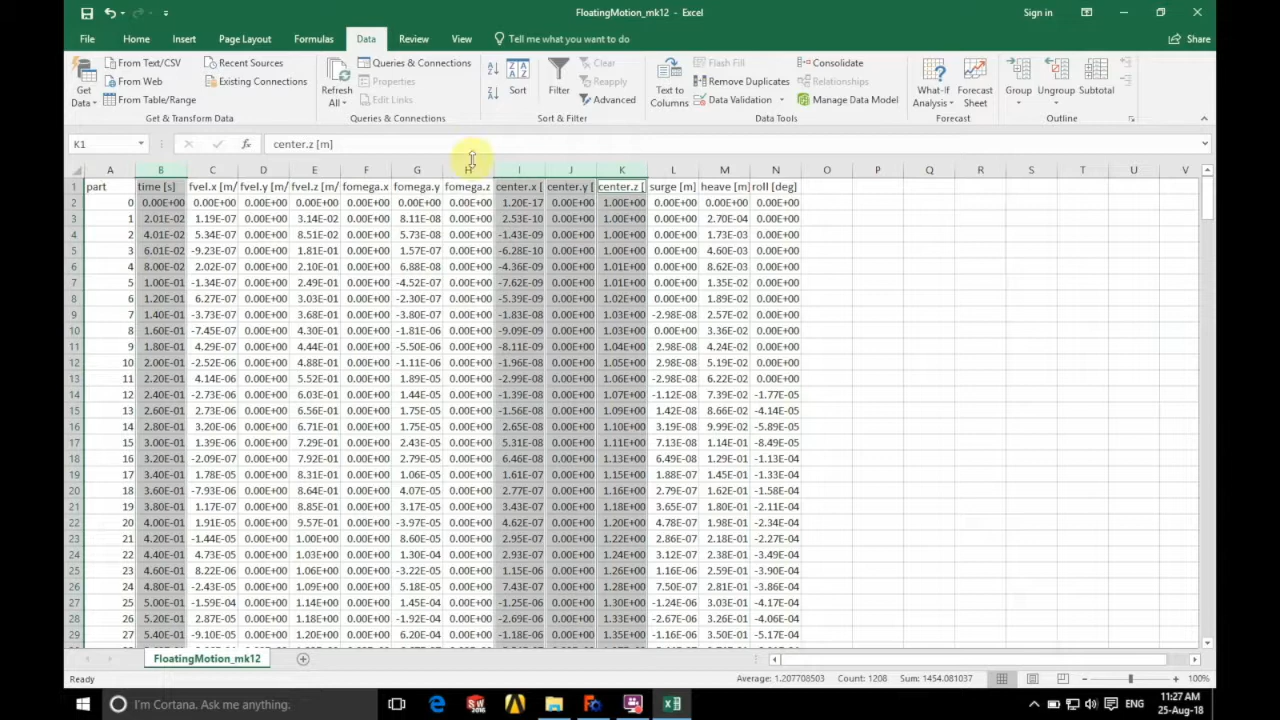 FloatingMotion_mk12 - Excel
Sign in
File Home Insert Page Layout Formulas Data Review View Tell me what you want to do Share
From Text/CSV Recent Sources Queries & Connections Clear Flash Fill Consolidate
From Web Existing Connections Properties Reapply Remove Duplicates Relationships
Get Data From Table/Range Refresh All Edit Links Sort Filter Advanced Text to Columns Data Validation Manage Data Model What-If Analysis Forecast Sheet Group Ungroup Subtotal
Get & Transform Data Queries & Connections Sort & Filter Data Tools Forecast Outline
K1 fx center.z [m]
A B C D E F G H I J K L M N O P Q R S T U V
1 part time [s] fvel.x [m/ fvel.y [m/ fvel.z [m/ fomega.x fomega.y fomega.z center.x [ center.y [ center.z [ surge [m] heave [m] roll [deg]
2 0 0.00E+00 0.00E+00 0.00E+00 0.00E+00 0.00E+00 0.00E+00 0.00E+00 1.20E-17 0.00E+00 1.00E+00 0.00E+00 0.00E+00 0.00E+00
3 1 2.01E-02 1.19E-07 0.00E+00 3.14E-02 0.00E+00 8.11E-08 0.00E+00 2.53E-10 0.00E+00 1.00E+00 0.00E+00 2.70E-04 0.00E+00
4 2 4.01E-02 5.34E-07 0.00E+00 8.51E-02 0.00E+00 5.73E-08 0.00E+00 -1.43E-09 0.00E+00 1.00E+00 0.00E+00 1.73E-03 0.00E+00
5 3 6.01E-02 -9.23E-07 0.00E+00 1.81E-01 0.00E+00 1.57E-07 0.00E+00 -6.28E-10 0.00E+00 1.00E+00 0.00E+00 4.60E-03 0.00E+00
6 4 8.00E-02 2.02E-07 0.00E+00 2.10E-01 0.00E+00 6.88E-08 0.00E+00 -4.36E-09 0.00E+00 1.01E+00 0.00E+00 8.62E-03 0.00E+00
7 5 1.00E-01 -1.34E-07 0.00E+00 2.49E-01 0.00E+00 -4.52E-07 0.00E+00 -7.62E-09 0.00E+00 1.01E+00 0.00E+00 1.35E-02 0.00E+00
8 6 1.20E-01 6.27E-07 0.00E+00 3.03E-01 0.00E+00 -2.30E-07 0.00E+00 -5.39E-09 0.00E+00 1.02E+00 0.00E+00 1.89E-02 0.00E+00
9 7 1.40E-01 -3.73E-07 0.00E+00 3.68E-01 0.00E+00 -3.80E-07 0.00E+00 -1.83E-08 0.00E+00 1.03E+00 -2.98E-08 2.57E-02 0.00E+00
10 8 1.60E-01 -7.45E-07 0.00E+00 4.30E-01 0.00E+00 -1.81E-06 0.00E+00 -9.09E-09 0.00E+00 1.03E+00 0.00E+00 3.36E-02 0.00E+00
11 9 1.80E-01 4.29E-07 0.00E+00 4.44E-01 0.00E+00 -5.50E-06 0.00E+00 -8.11E-09 0.00E+00 1.04E+00 2.98E-08 4.24E-02 0.00E+00
12 10 2.00E-01 -2.52E-06 0.00E+00 4.88E-01 0.00E+00 -1.11E-06 0.00E+00 -1.96E-08 0.00E+00 1.05E+00 2.98E-08 5.19E-02 0.00E+00
13 11 2.20E-01 4.14E-06 0.00E+00 5.52E-01 0.00E+00 1.89E-05 0.00E+00 -2.99E-08 0.00E+00 1.06E+00 -2.98E-08 6.22E-02 0.00E+00
14 12 2.40E-01 -2.73E-06 0.00E+00 6.03E-01 0.00E+00 1.44E-05 0.00E+00 -1.39E-08 0.00E+00 1.07E+00 -1.12E-08 7.39E-02 -1.77E-05
15 13 2.60E-01 2.73E-06 0.00E+00 6.56E-01 0.00E+00 1.41E-05 0.00E+00 -1.56E-08 0.00E+00 1.09E+00 1.42E-08 8.66E-02 -4.14E-05
16 14 2.80E-01 3.20E-06 0.00E+00 6.71E-01 0.00E+00 1.75E-05 0.00E+00 2.65E-08 0.00E+00 1.10E+00 3.19E-08 9.99E-02 -5.89E-05
17 15 3.00E-01 1.39E-06 0.00E+00 7.29E-01 0.00E+00 2.43E-05 0.00E+00 5.31E-08 0.00E+00 1.11E+00 7.13E-08 1.14E-01 -8.49E-05
18 16 3.20E-01 -2.09E-07 0.00E+00 7.92E-01 0.00E+00 2.79E-05 0.00E+00 6.46E-08 0.00E+00 1.13E+00 6.49E-08 1.29E-01 -1.13E-04
19 17 3.40E-01 1.78E-05 0.00E+00 8.31E-01 0.00E+00 1.06E-05 0.00E+00 1.61E-07 0.00E+00 1.15E+00 1.88E-07 1.45E-01 -1.33E-04
20 18 3.60E-01 -7.93E-06 0.00E+00 8.64E-01 0.00E+00 4.07E-05 0.00E+00 2.77E-07 0.00E+00 1.16E+00 2.79E-07 1.62E-01 -1.58E-04
21 19 3.80E-01 1.17E-07 0.00E+00 8.85E-01 0.00E+00 3.17E-05 0.00E+00 3.43E-07 0.00E+00 1.18E+00 3.65E-07 1.80E-01 -2.11E-04
22 20 4.00E-01 1.91E-05 0.00E+00 9.57E-01 0.00E+00 -3.97E-05 0.00E+00 4.62E-07 0.00E+00 1.20E+00 4.78E-07 1.98E-01 -2.34E-04
23 21 4.20E-01 -1.44E-05 0.00E+00 1.00E+00 0.00E+00 8.60E-05 0.00E+00 2.95E-07 0.00E+00 1.22E+00 2.86E-07 2.18E-01 -2.27E-04
24 22 4.40E-01 4.73E-05 0.00E+00 1.03E+00 0.00E+00 1.30E-04 0.00E+00 2.93E-07 0.00E+00 1.24E+00 3.12E-07 2.38E-01 -3.49E-04
25 23 4.60E-01 8.22E-06 0.00E+00 1.06E+00 0.00E+00 -3.22E-05 0.00E+00 1.15E-06 0.00E+00 1.26E+00 1.16E-06 2.59E-01 -3.90E-04
26 24 4.80E-01 -2.43E-05 0.00E+00 1.09E+00 0.00E+00 5.18E-05 0.00E+00 7.43E-07 0.00E+00 1.28E+00 7.50E-07 2.81E-01 -3.86E-04
27 25 5.00E-01 -1.59E-04 0.00E+00 1.14E+00 0.00E+00 1.45E-04 0.00E+00 -1.25E-06 0.00E+00 1.30E+00 -1.24E-06 3.03E-01 -4.17E-04
28 26 5.20E-01 2.87E-05 0.00E+00 1.18E+00 0.00E+00 -1.92E-04 0.00E+00 -2.69E-06 0.00E+00 1.33E+00 -2.67E-06 3.26E-01 -4.06E-04
29 27 5.40E-01 -9.10E-05 0.00E+00 1.20E+00 0.00E+00 6.20E-04 0.00E+00 -1.18E-06 0.00E+00 1.35E+00 -1.16E-06 3.50E-01 -5.17E-04
FloatingMotion_mk12
Average: 1.207708503 Count: 1208 Sum: 1454.081037 100%
I'm Cortana. Ask me anything. ENG 11:27 AM
25-Aug-18